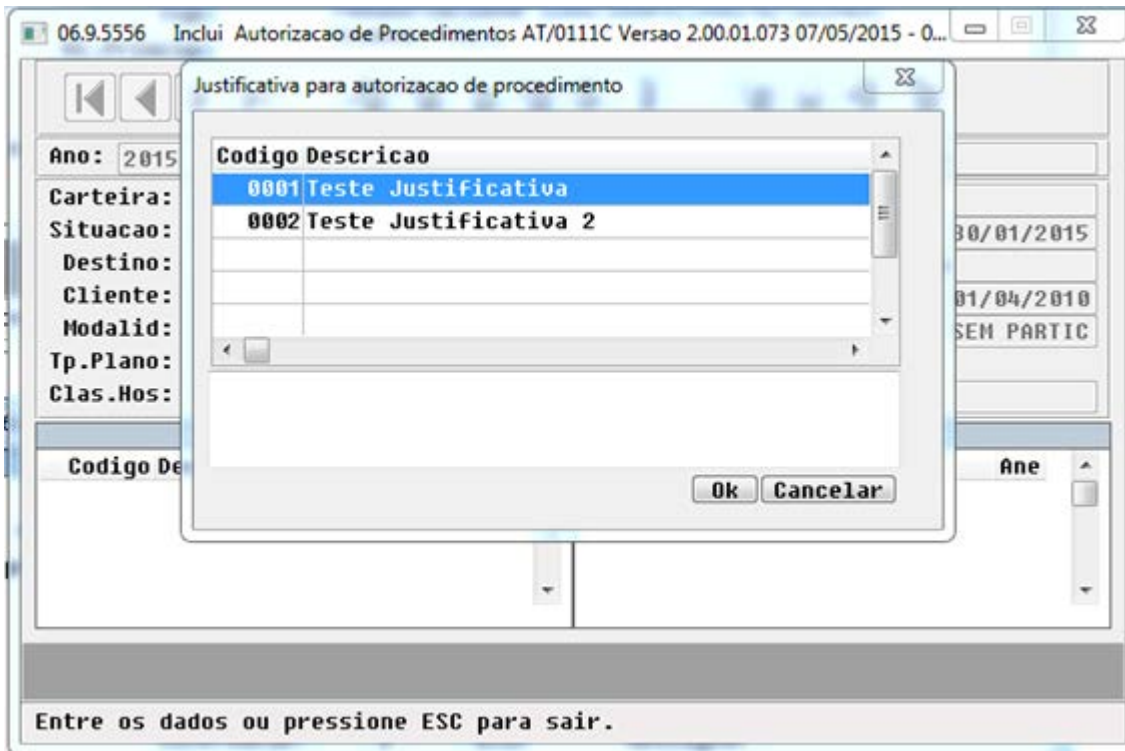 06.9.5556 Inclui Autorizacao de Procedimentos AT/0111C Versao 2.00.01.073 07/05/2015 - 0...
Justificativa para autorizacao de procedimento
Ano: 2015
Codigo Descricao
0001 Teste Justificativa
0002 Teste Justificativa 2
Carteira:
Situacao: 30/01/2015
Destino:
Cliente: 01/04/2010
Modalid: SEM PARTIC
Tp.Plano:
Clas.Hos:
Ok Cancelar
Codigo De Ane
Entre os dados ou pressione ESC para sair.